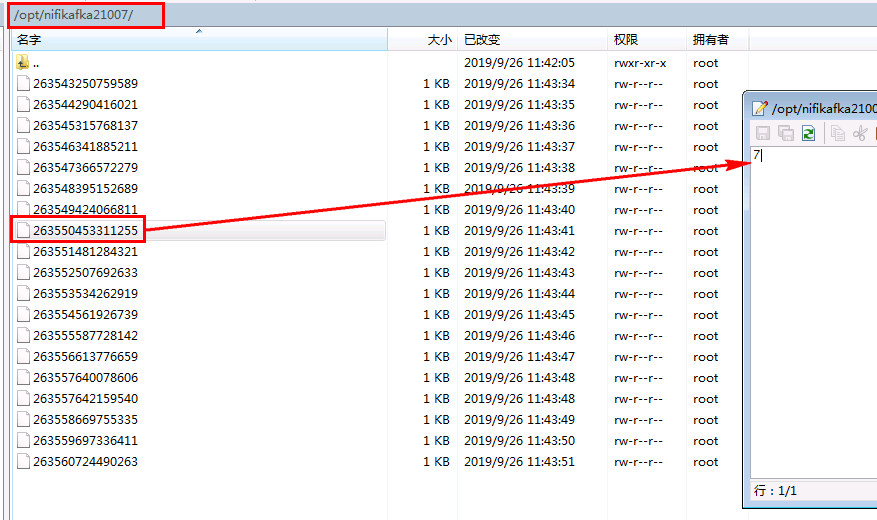 /opt/nifikafka21007/
名字 大小 已改变 权限 拥有者
.. 2019/9/26 11:42:05 rwxr-xr-x root
263543250759589 1 KB 2019/9/26 11:43:34 rw-r--r-- root
263544290416021 1 KB 2019/9/26 11:43:35 rw-r--r-- root
/opt/nifikafka2100
263545315768137 1 KB 2019/9/26 11:43:36 rw-r--r-- root
263546341885211 1 KB 2019/9/26 11:43:37 rw-r--r-- root
7
263547366572279 1 KB 2019/9/26 11:43:38 rw-r--r-- root
263548395152689 1 KB 2019/9/26 11:43:39 rw-r--r-- root
263549424066811 1 KB 2019/9/26 11:43:40 rw-r--r-- root
263550453311255 1 KB 2019/9/26 11:43:41 rw-r--r-- root
263551481284321 1 KB 2019/9/26 11:43:42 rw-r--r-- root
263552507692633 1 KB 2019/9/26 11:43:43 rw-r--r-- root
263553534262919 1 KB 2019/9/26 11:43:44 rw-r--r-- root
263554561926739 1 KB 2019/9/26 11:43:45 rw-r--r-- root
263555587728142 1 KB 2019/9/26 11:43:46 rw-r--r-- root
263556613776659 1 KB 2019/9/26 11:43:47 rw-r--r-- root
263557640078606 1 KB 2019/9/26 11:43:48 rw-r--r-- root
263557642159540 1 KB 2019/9/26 11:43:48 rw-r--r-- root
263558669755335 1 KB 2019/9/26 11:43:49 rw-r--r-- root
263559697336411 1 KB 2019/9/26 11:43:50 rw-r--r-- root
263560724490263 1 KB 2019/9/26 11:43:51 rw-r--r-- root
行：1/1